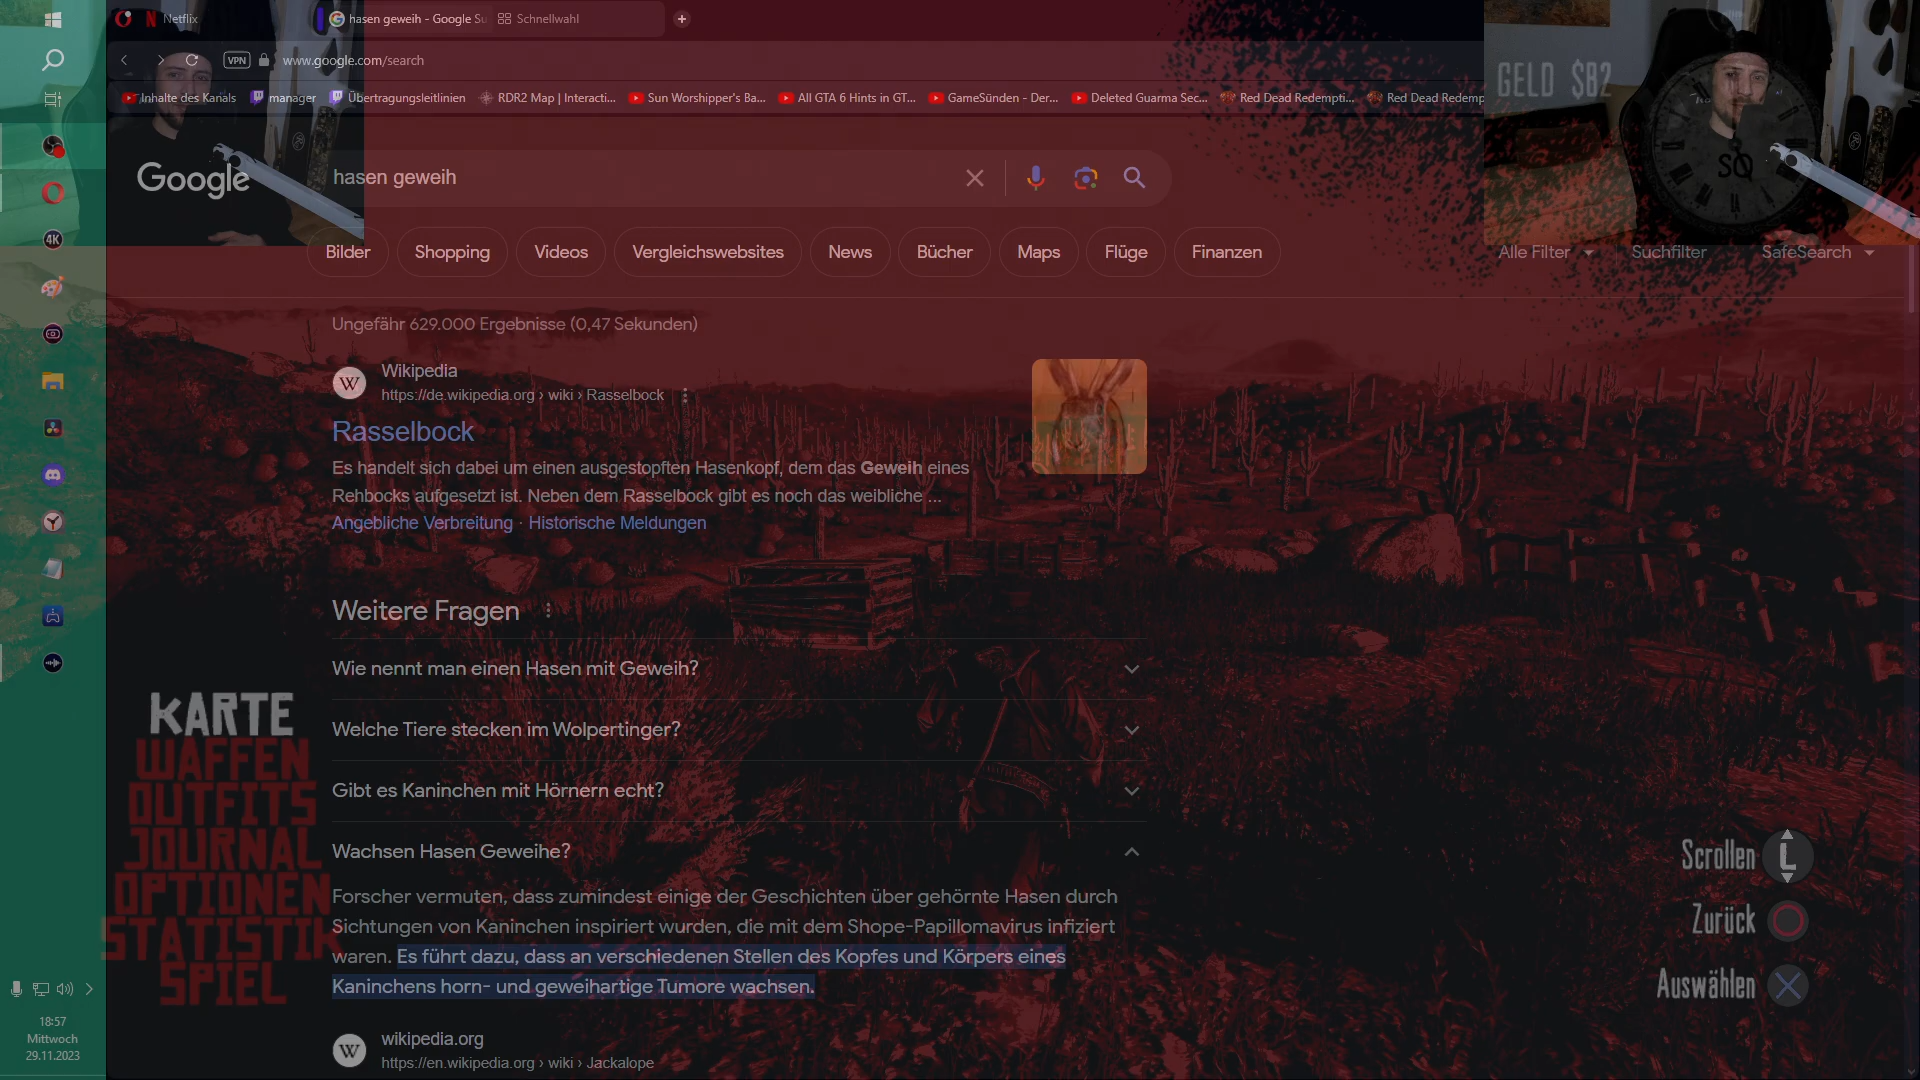 Netflix
hasen geweih - Google Su
Schnellwahl
VPN
www.google.com/search
Inhalte des Kanals
manager
Übertragungsleitlinien
RDR2 Map | Interacti...
Sun Worshipper's Ba...
All GTA 6 Hints in GT...
GameSünden - Der...
Deleted Guarma Sec...
Red Dead Redempti...
Red Dead Redemp
GELD $82
Google
hasen geweih
Bilder
Shopping
Videos
Vergleichswebsites
News
Bücher
Maps
Flüge
Finanzen
Alle Filter
Suchfilter
SafeSearch
4K
Ungefähr 629.000 Ergebnisse (0,47 Sekunden)
W
Wikipedia
https://de.wikipedia.org › wiki › Rasselbock
Rasselbock
Es handelt sich dabei um einen ausgestopften Hasenkopf, dem das Geweih eines
Rehbocks aufgesetzt ist. Neben dem Rasselbock gibt es noch das weibliche ...
Angebliche Verbreitung · Historische Meldungen
Weitere Fragen
Wie nennt man einen Hasen mit Geweih?
Welche Tiere stecken im Wolpertinger?
Gibt es Kaninchen mit Hörnern echt?
Wachsen Hasen Geweihe?
Forscher vermuten, dass zumindest einige der Geschichten über gehörnte Hasen durch
Sichtungen von Kaninchen inspiriert wurden, die mit dem Shope-Papillomavirus infiziert
waren. Es führt dazu, dass an verschiedenen Stellen des Kopfes und Körpers eines
Kaninchens horn- und geweihartige Tumore wachsen.
W
wikipedia.org
https://en.wikipedia.org › wiki › Jackalope
KARTE
WAFFEN
OUTFITS
JOURNAL
OPTIONEN
STATISTIK
SPIEL
Scrollen L
Zurück
Auswählen
18:57
Mittwoch
29.11.2023